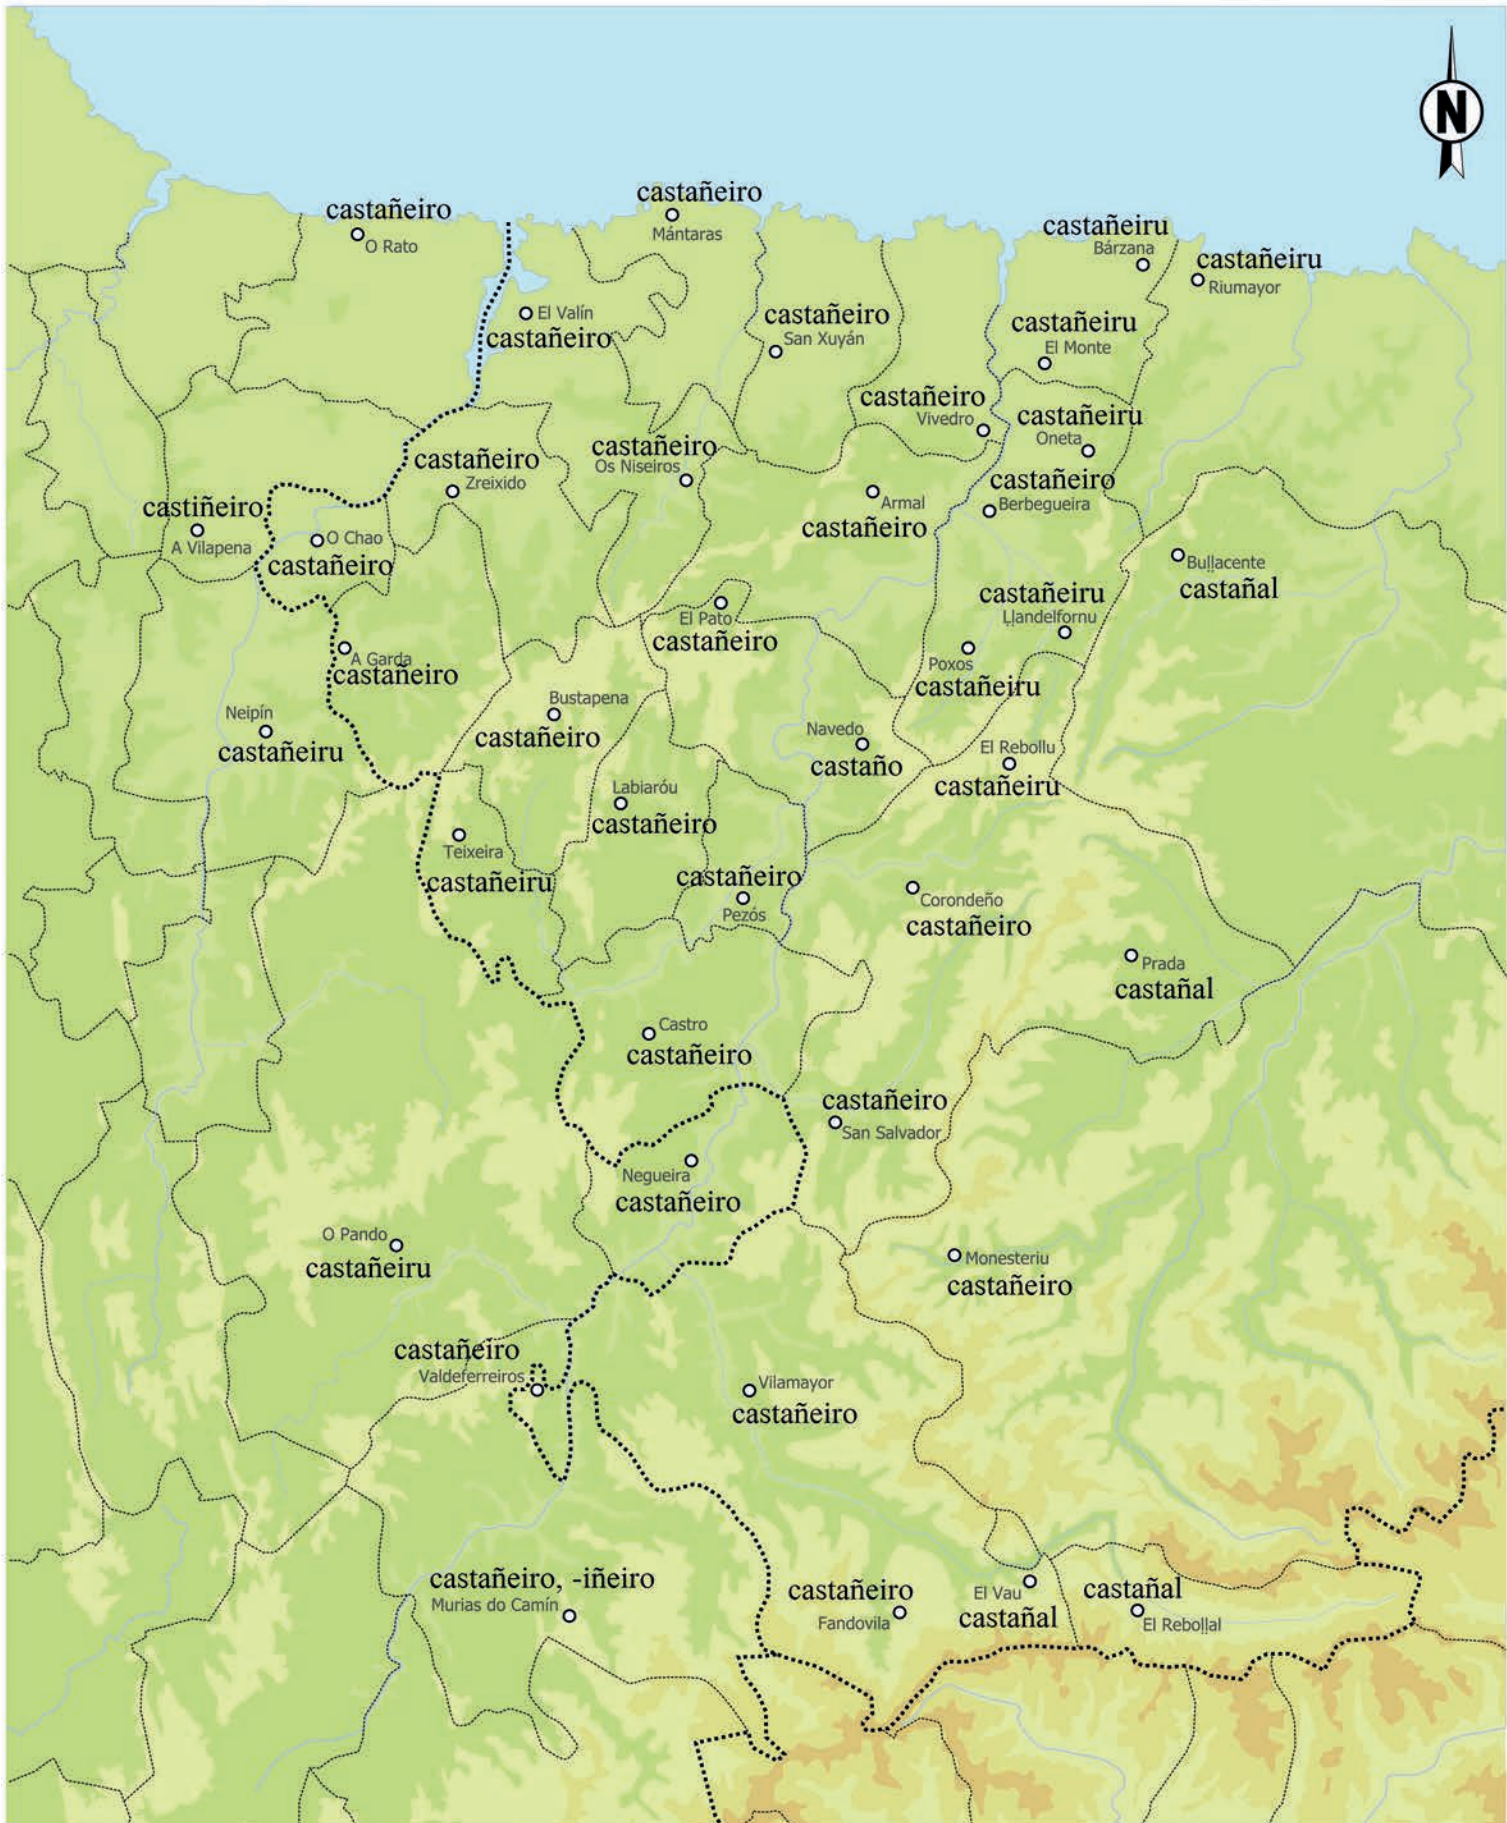 N
castañeiro
Mántaras
castañeiro
O Rato
castañeiru
Bárzana
castañeiru
Riumayor
El Valín
castañeiro
castañeiro
San Xuyán
castañeiru
El Monte
castañeiro
Vivedro
castañeiru
Oneta
castañeiro
Zreixido
castañeiro
Os Niseiros
castañeiro
Berbegueira
Armal
castañeiro
castiñeiro
A Vilapena
O Chao
castañeiro
Buḷḷacente
castañal
castañeiru
Ḷḷandelfornu
El Pato
castañeiro
A Garda
castañeiro
Poxos
castañeiru
Neipín
castañeiru
Bustapena
castañeiro
Navedo
castaño
El Rebollu
castañeiru
Labiaróu
castañeiro
Teixeira
castañeiru
castañeiro
Pezós
Corondeño
castañeiro
Prada
castañal
Castro
castañeiro
castañeiro
San Salvador
Negueira
castañeiro
O Pando
castañeiru
Monesteriu
castañeiro
castañeiro
Valdeferreiros
Vilamayor
castañeiro
castañeiro, -iñeiro
Murias do Camín
castañeiro
Fandovila
El Vau
castañal
castañal
El Reboḷḷal